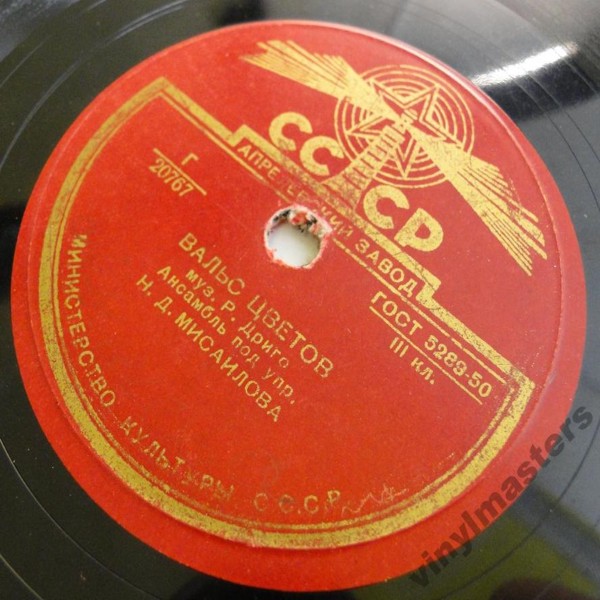 СССР
АПРЕЛЕВСКИЙ ЗАВОД
Г
20767
ГОСТ 5289-50
III кл.
ВАЛЬС ЦВЕТОВ
муз. Р. Дриго
Ансамбль под упр.
Н. Д. МИСАИЛОВА
МИНИСТЕРСТВО КУЛЬТУРЫ СССР
vinylmasters